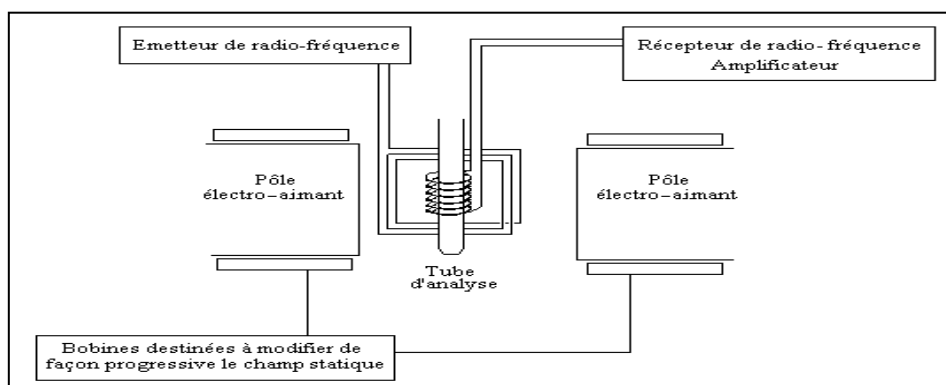 Emetteur de radio-fréquence
Récepteur de radio-fréquence
Amplificateur
Pôle
électro-aimant
Pôle
électro-aimant
Tube
d'analyse
Bobines destinées à modifier de
façon progressive le champ statique